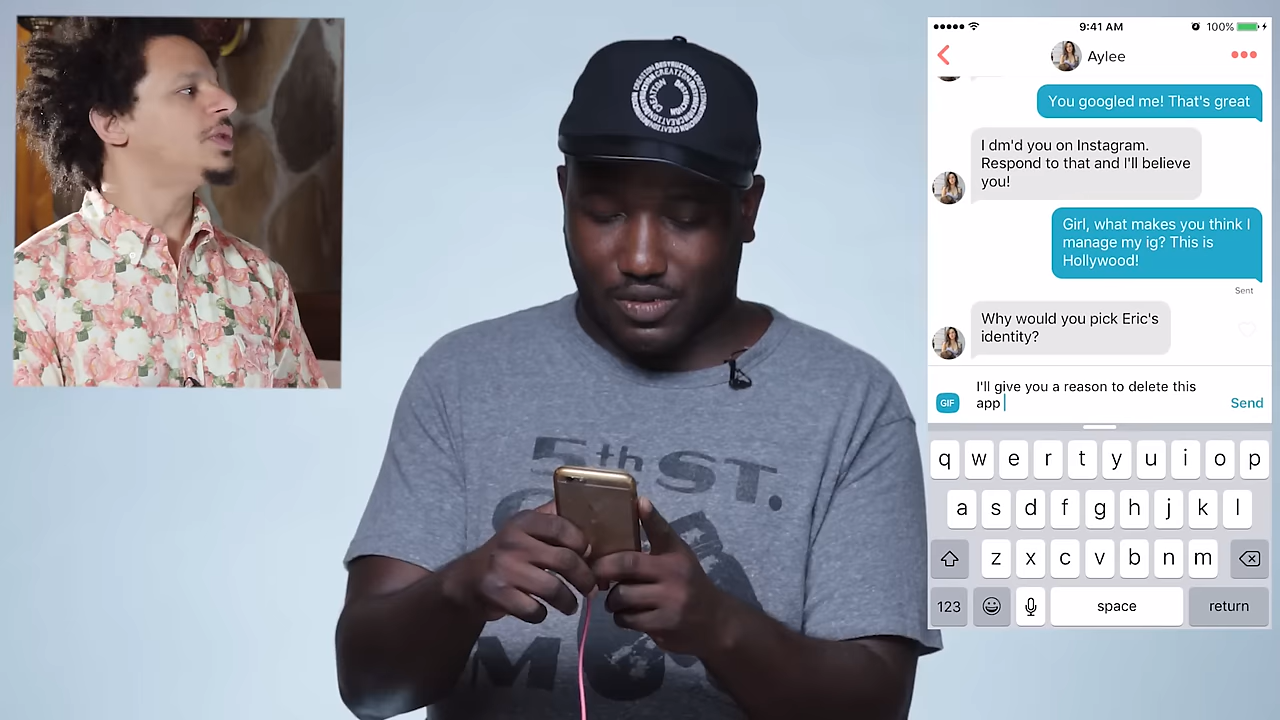 9:41 AM
100%
Aylee
You googled me! That's great
I dm'd you on Instagram.
Respond to that and I'll believe
you!
Girl, what makes you think I
manage my ig? This is
Hollywood!
Sent
Why would you pick Eric's
identity?
I'll give you a reason to delete this
app
GIF
Send
q w e r t y u i o p
a s d f g h j k l
z x c v b n m
123
space
return
CREATION DESTRUCTION
5th ST.